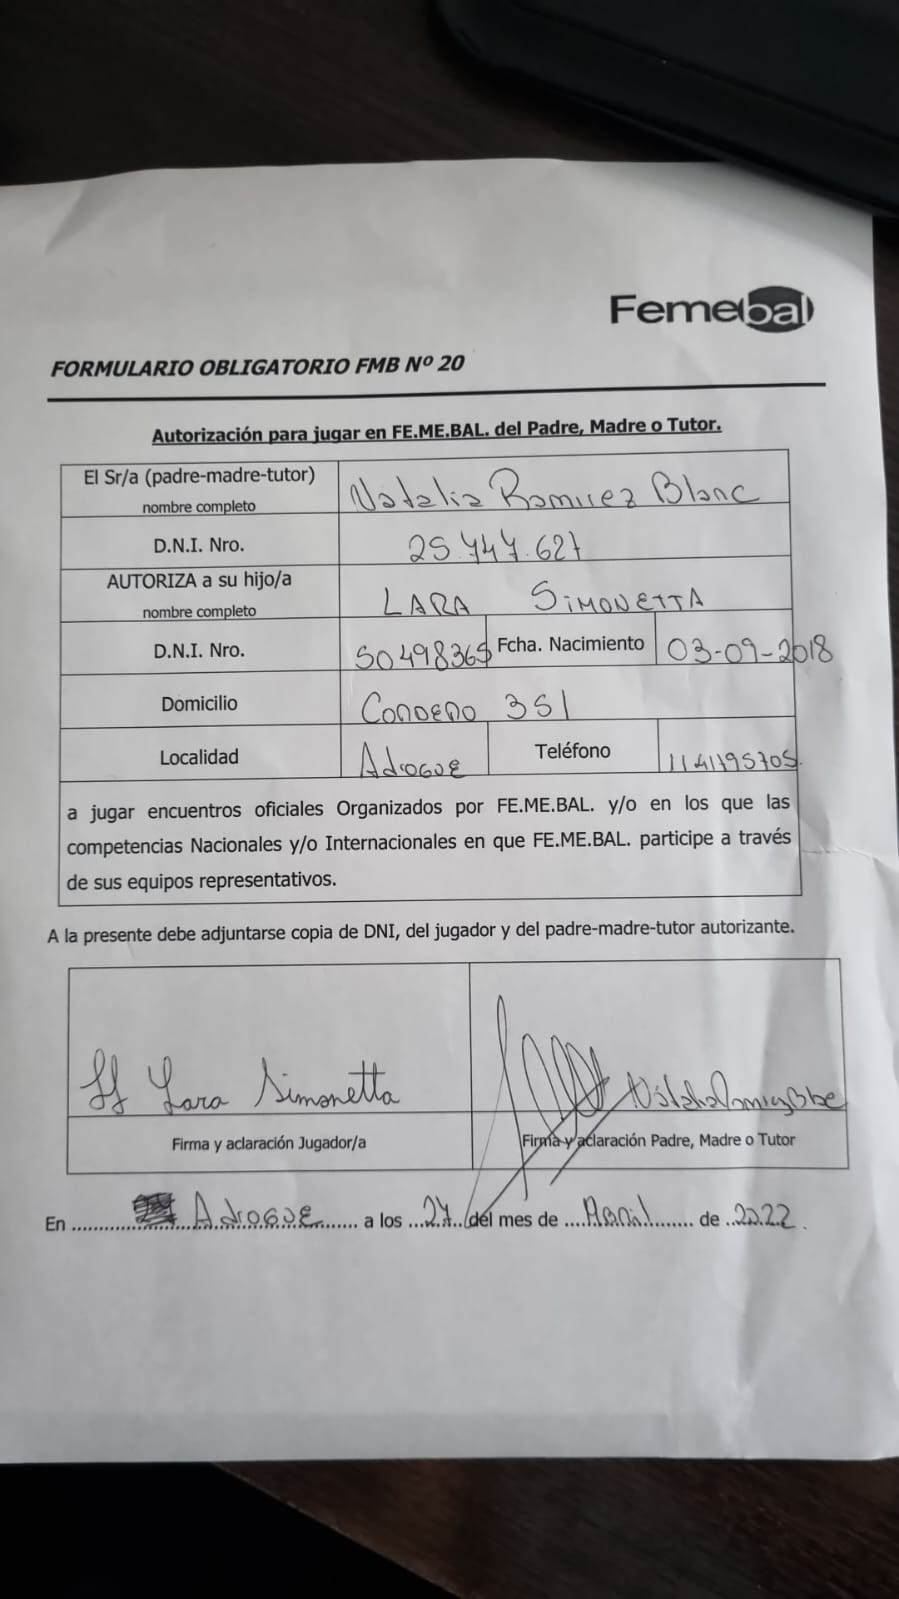 Femebal
FORMULARIO OBLIGATORIO FMB Nº 20
Autorización para jugar en FE.ME.BAL. del Padre, Madre o Tutor.
El Sr/a (padre-madre-tutor)
nombre completo
Natalia Ramirez Blanc
D.N.I. Nro.
25.747.627
AUTORIZA a su hijo/a
nombre completo
LARA SIMONETTA
D.N.I. Nro.
Fcha. Nacimiento
03-09-2018
Domicilio
351
Localidad
Adrogue
Teléfono
1141195705
a jugar encuentros oficiales Organizados por FE.ME.BAL. y/o en los que las
competencias Nacionales y/o Internacionales en que FE.ME.BAL. participe a través
de sus equipos representativos.
A la presente debe adjuntarse copia de DNI, del jugador y del padre-madre-tutor autorizante.
Lara Simonetta
Firma y aclaración Jugador/a
Firma y aclaración Padre, Madre o Tutor
En ........ Adrogue ........ a los ...27... del mes de .... Abril ....... de ..2022.